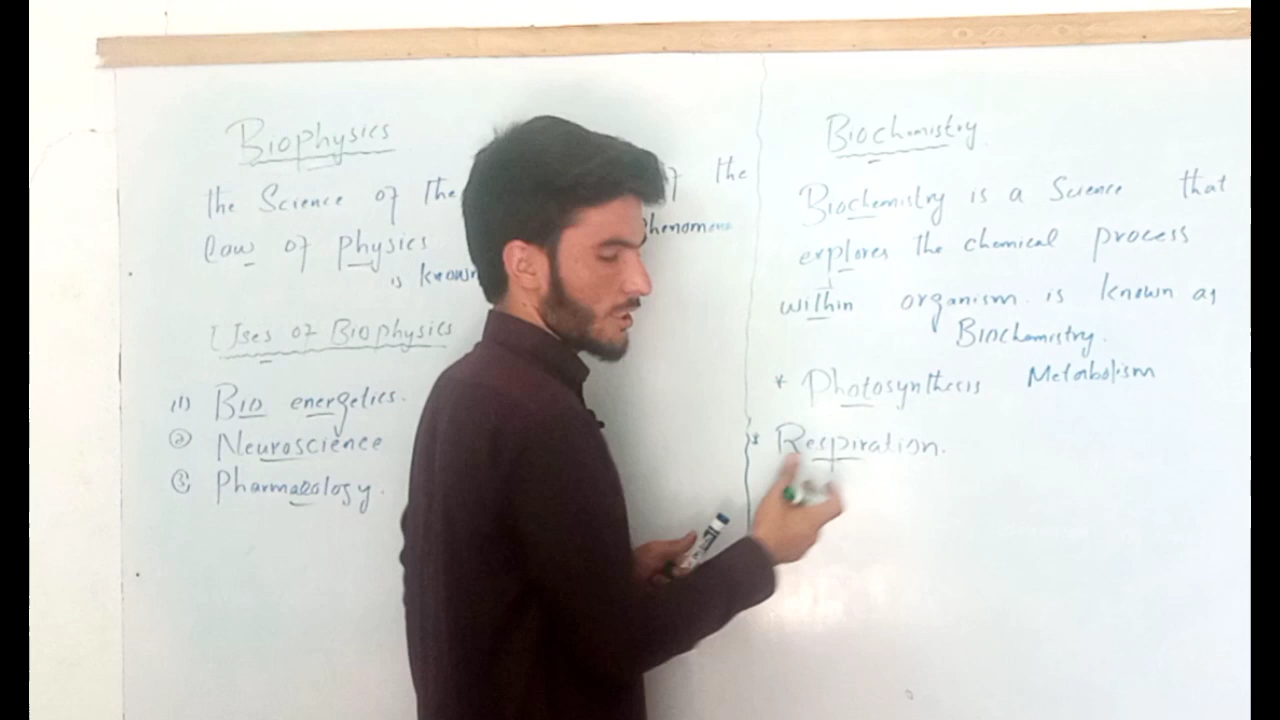 Biophysics
the Science of the of the
law of physics phenomena
is known
Uses of Biophysics
(1) Bio energetics.
② Neuroscience
③ Pharmacology.
Biochemistry
Biochemistry is a Science that
explores the chemical process
within organism is known as
Biochemistry.
* Photosynthesis Metabolism
* Respiration.